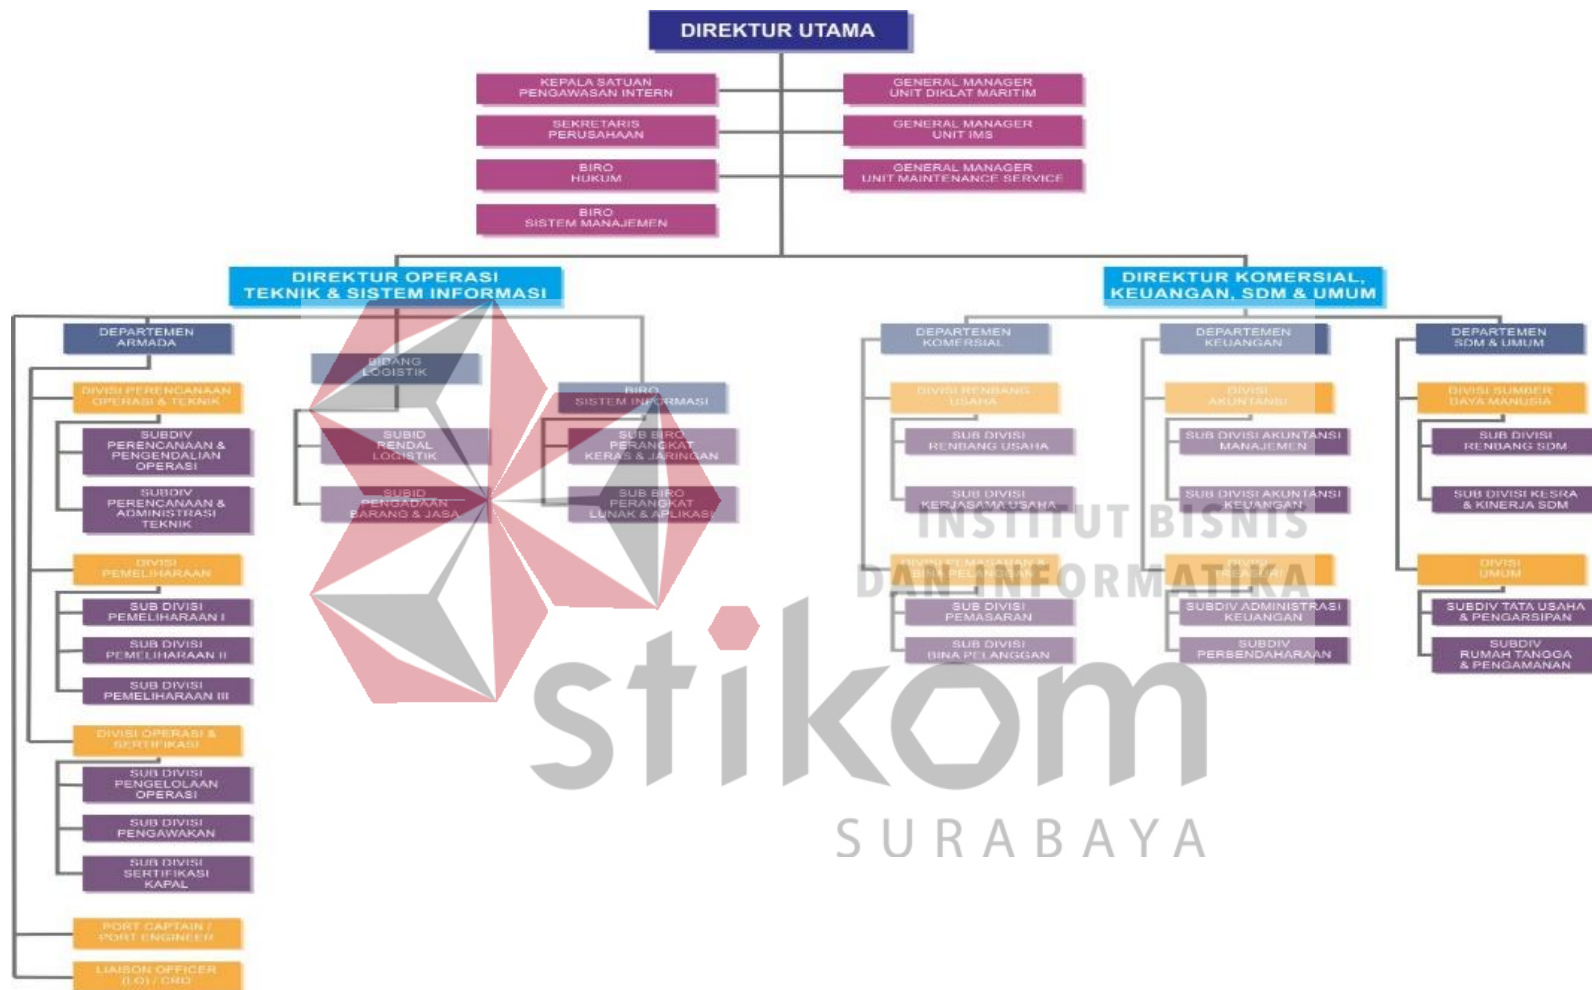 DIREKTUR UTAMA
KEPALA SATUAN
PENGAWASAN INTERN
GENERAL MANAGER
UNIT DIKLAT MARITIM
SEKRETARIS
PERUSAHAAN
GENERAL MANAGER
UNIT IMS
BIRO
HUKUM
GENERAL MANAGER
UNIT MAINTENANCE SERVICE
BIRO
SISTEM MANAJEMEN
DIREKTUR OPERASI
TEKNIK & SISTEM INFORMASI
DIREKTUR KOMERSIAL,
KEUANGAN, SDM & UMUM
DEPARTEMEN
ARMADA
DIVISI PERENCANAAN
OPERASI & TEKNIK
SUBDIV
PERENCANAAN &
PENGENDALIAN
OPERASI
SUBDIV
PERENCANAAN &
ADMINISTRASI
TEKNIK
DIVISI
PEMELIHARAAN
SUB DIVISI
PEMELIHARAAN I
SUB DIVISI
PEMELIHARAAN II
SUB DIVISI
PEMELIHARAAN III
DIVISI OPERASI &
SERTIFIKASI
SUB DIVISI
PENGELOLAAN
OPERASI
SUB DIVISI
PENGAWAKAN
SUB DIVISI
SERTIFIKASI
KAPAL
PORT CAPTAIN /
PORT ENGINEER
LIAISON OFFICER
(LO) / CRO
BIDANG
LOGISTIK
SUBID
RENDAL
LOGISTIK
SUBID
PENGADAAN
BARANG & JASA
BIRO
SISTEM INFORMASI
SUB BIRO
PERANGKAT
KERAS & JARINGAN
SUB BIRO
PERANGKAT
LUNAK & APLIKASI
DEPARTEMEN
KOMERSIAL
DIVISI RENBANG
USAHA
SUB DIVISI
RENBANG USAHA
SUB DIVISI
KERJASAMA USAHA
DIVISI PEMASARAN &
BINA PELANGGAN
SUB DIVISI
PEMASARAN
SUB DIVISI
BINA PELANGGAN
DEPARTEMEN
KEUANGAN
DIVISI
AKUNTANSI
SUB DIVISI AKUNTANSI
MANAJEMEN
SUB DIVISI AKUNTANSI
KEUANGAN
DIVISI
TREASURI
SUBDIV ADMINISTRASI
KEUANGAN
SUBDIV
PERBENDAHARAAN
DEPARTEMEN
SDM & UMUM
DIVISI SUMBER
DAYA MANUSIA
SUB DIVISI
RENBANG SDM
SUB DIVISI KESRA
& KINERJA SDM
DIVISI
UMUM
SUBDIV TATA USAHA
& PENGARSIPAN
SUBDIV
RUMAH TANGGA
& PENGAMANAN
INSTITUT BISNIS
DAN INFORMATIKA
stikom
SURABAYA